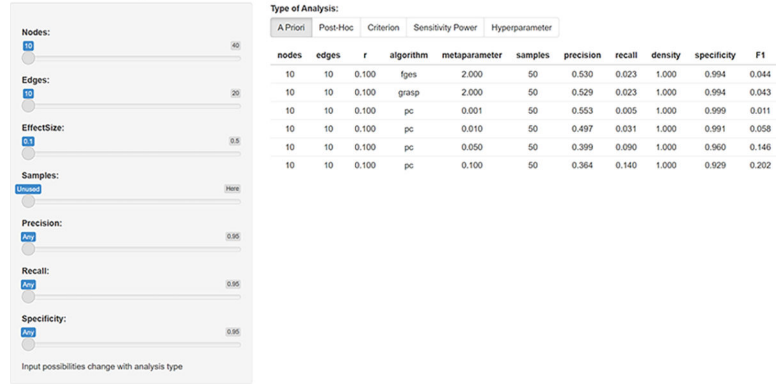 Nodes:
10 40
Edges:
10 20
EffectSize:
0.1 0.5
Samples:
Unused Here
Precision:
Any 0.95
Recall:
Any 0.95
Specificity:
Any 0.95
Input possibilities change with analysis type
Type of Analysis:
A Priori Post-Hoc Criterion Sensitivity Power Hyperparameter
nodes edges r algorithm metaparameter samples precision recall density specificity F1
10 10 0.100 fges 2.000 50 0.530 0.023 1.000 0.994 0.044
10 10 0.100 grasp 2.000 50 0.529 0.023 1.000 0.994 0.043
10 10 0.100 pc 0.001 50 0.553 0.005 1.000 0.999 0.011
10 10 0.100 pc 0.010 50 0.497 0.031 1.000 0.991 0.058
10 10 0.100 pc 0.050 50 0.399 0.090 1.000 0.960 0.146
10 10 0.100 pc 0.100 50 0.364 0.140 1.000 0.929 0.202